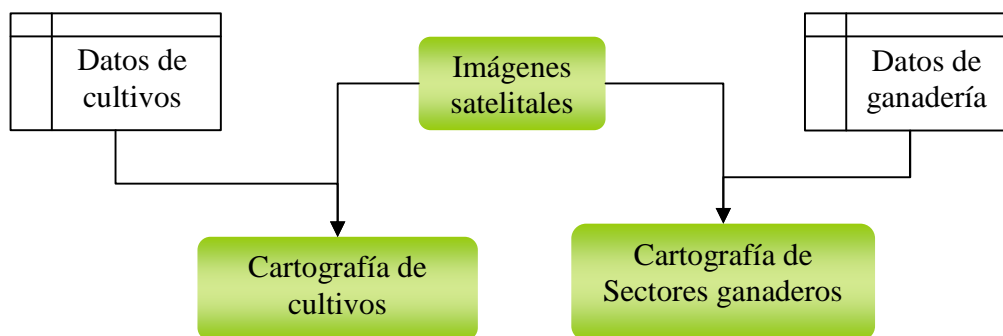 Datos de
cultivos
Imágenes
satelitales
Datos de
ganadería
Cartografía de
cultivos
Cartografía de
Sectores ganaderos